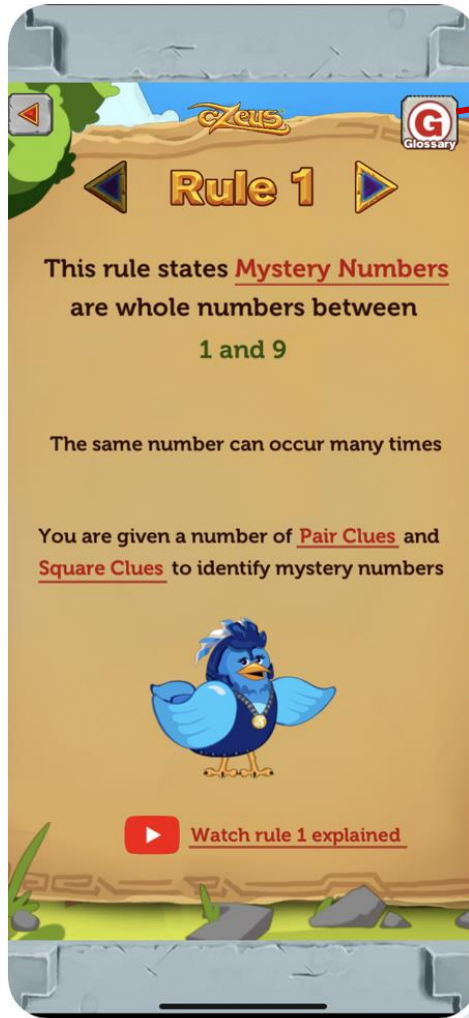 cZeus
G
Glossary
Rule 1
This rule states Mystery Numbers
are whole numbers between
1 and 9
The same number can occur many times
You are given a number of Pair Clues and
Square Clues to identify mystery numbers
Watch rule 1 explained